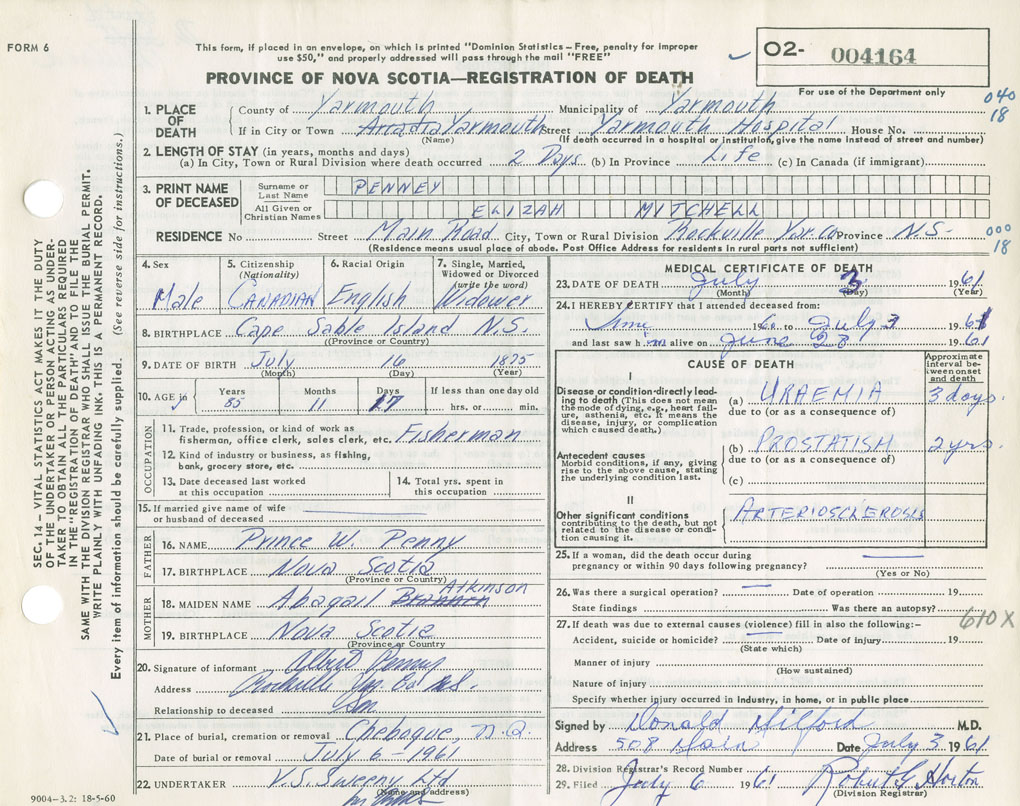 FORM 6
This form, if placed in an envelope, on which is printed "Dominion Statistics – Free, penalty for improper
use $50," and properly addressed will pass through the mail "FREE"
PROVINCE OF NOVA SCOTIA—REGISTRATION OF DEATH
O2- 004164
For use of the Department only
040
18
1. PLACE OF DEATH
County of Yarmouth Municipality of Yarmouth
If in City or Town Arcadia Yarmouth Street Yarmouth Hospital House No.
(Name) (If death occurred in a hospital or institution, give the name instead of street and number)
2. LENGTH OF STAY (in years, months and days)
(a) In City, Town or Rural Division where death occurred 2 Days (b) In Province Life (c) In Canada (if immigrant)
3. PRINT NAME OF DECEASED
Surname or Last Name PENNEY
All Given or Christian Names ELIZAH MITCHELL
RESIDENCE No Street Main Road City, Town or Rural Division Rockville Yar. Co Province N.S-
(Residence means usual place of abode. Post Office Address for residents in rural parts not sufficient)
000
18
4. Sex Male
5. Citizenship (Nationality) CANADIAN
6. Racial Origin English
7. Single, Married, Widowed or Divorced (write the word) Widower
8. BIRTHPLACE Cape Sable Island N.S.
(Province or Country)
9. DATE OF BIRTH July 16 1875
(Month) (Day) (Year)
10. AGE in Years 85 Months 11 Days 17 If less than one day old hrs. or min.
OCCUPATION
11. Trade, profession, or kind of work as fisherman, office clerk, sales clerk, etc. Fisherman
12. Kind of industry or business, as fishing, bank, grocery store, etc.
13. Date deceased last worked at this occupation
14. Total yrs. spent in this occupation
15. If married give name of wife or husband of deceased
FATHER
16. NAME Prince W. Penny
17. BIRTHPLACE Nova Scotia
(Province or Country)
MOTHER
18. MAIDEN NAME Abagail Brannen Atkinson
19. BIRTHPLACE Nova Scotia
(Province or Country)
20. Signature of informant Penny
Address Rockville N.S.
Relationship to deceased Son
21. Place of burial, cremation or removal Chebogue
Date of burial or removal July 6 – 1961
22. UNDERTAKER V.S. Sweeny Ltd
(Name and address)
9004–3.2: 18-5-60
MEDICAL CERTIFICATE OF DEATH
23. DATE OF DEATH July 3 1961
(Month) (Day) (Year)
24. I HEREBY CERTIFY that I attended deceased from:
1960 to July 3 1961
and last saw him alive on June 28 1961
CAUSE OF DEATH
Approximate interval between onset and death
I
Disease or condition directly leading to death (This does not mean the mode of dying, e.g., heart failure, asthenia, etc. It means the disease, injury, or complication which caused death.)
(a) URAEMIA 3 days.
due to (or as a consequence of)
Antecedent causes
Morbid conditions, if any, giving rise to the above cause, stating the underlying condition last.
(b) PROSTATISM 2 yrs.
due to (or as a consequence of)
(c)
II
Other significant conditions
contributing to the death, but not related to the disease or condition causing it.
ARTERIOSCLEROSIS
25. If a woman, did the death occur during pregnancy or within 90 days following pregnancy?
(Yes or No)
26. Was there a surgical operation? Date of operation 19
State findings Was there an autopsy?
27. If death was due to external causes (violence) fill in also the following:-
610X
Accident, suicide or homicide? Date of injury 19
(State which)
Manner of injury
(How sustained)
Nature of injury
Specify whether injury occurred in industry, in home, or in public place
Signed by Donald M.D.
Address 508 Main Date July 3 1961
28. Division Registrar's Record Number
29. Filed July 6 1961 Robert G Horton
(Division Registrar)
SEC. 14 – VITAL STATISTICS ACT MAKES IT THE DUTY
OF THE UNDERTAKER OR PERSON ACTING AS UNDER-
TAKER TO OBTAIN ALL THE PARTICULARS REQUIRED
IN THE "REGISTRATION OF DEATH" AND TO FILE THE
SAME WITH THE DIVISION REGISTRAR WHO SHALL ISSUE THE BURIAL PERMIT.
WRITE PLAINLY WITH UNFADING INK. THIS IS A PERMANENT RECORD.
Every item of information should be carefully supplied. (See reverse side for instructions.)